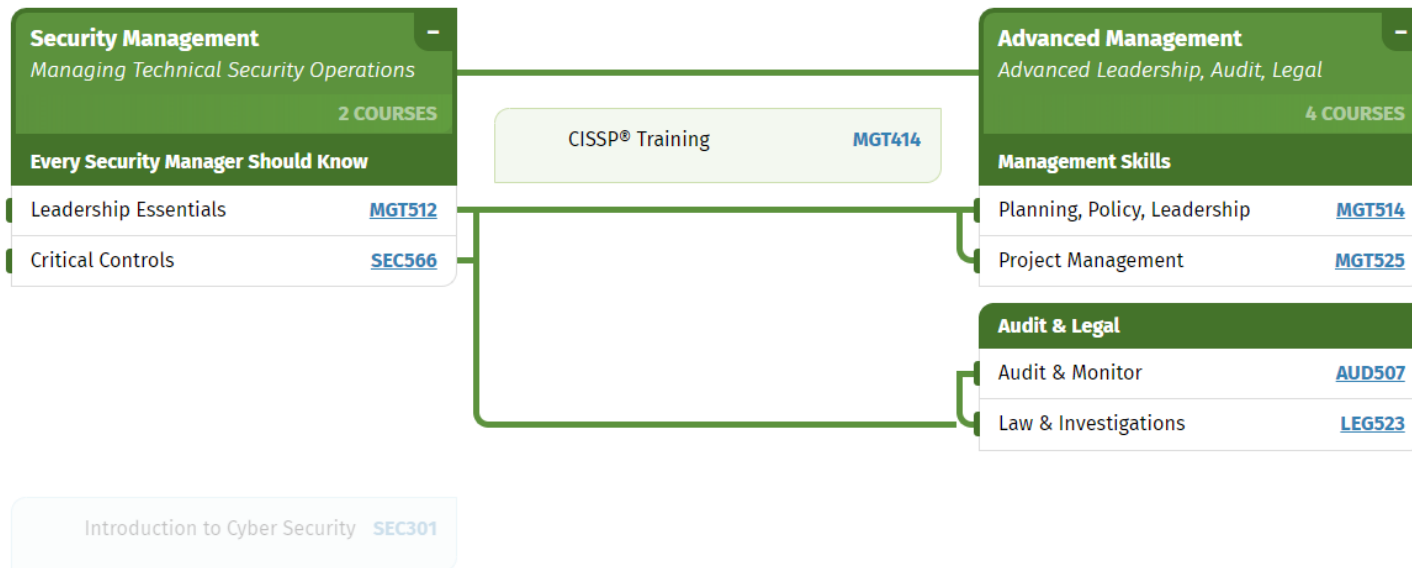 Security Management
–
Managing Technical Security Operations
2 COURSES
Every Security Manager Should Know
Leadership Essentials MGT512
Critical Controls SEC566
CISSP® Training MGT414
Advanced Management
–
Advanced Leadership, Audit, Legal
4 COURSES
Management Skills
Planning, Policy, Leadership MGT514
Project Management MGT525
Audit & Legal
Audit & Monitor AUD507
Law & Investigations LEG523
Introduction to Cyber Security SEC301